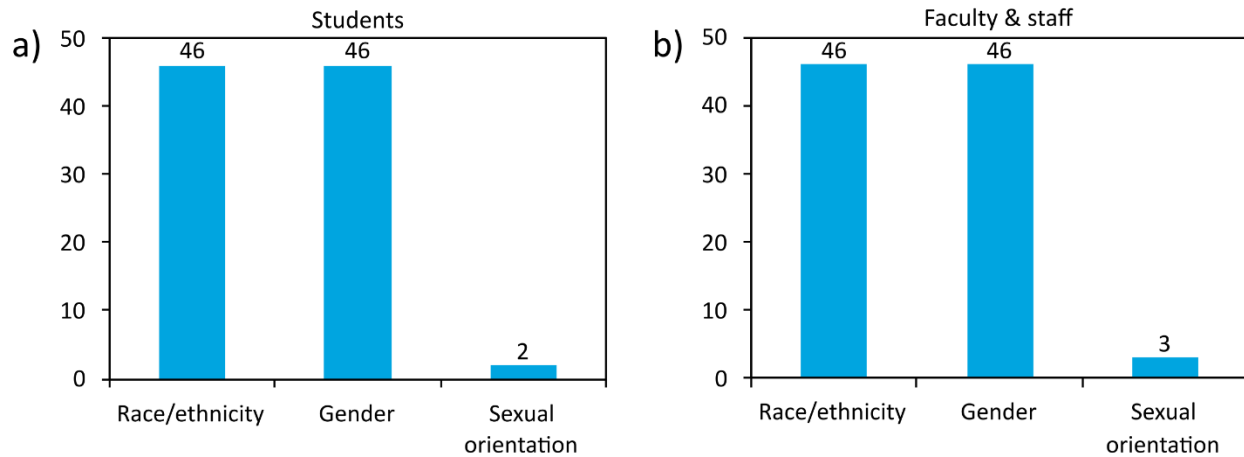 a)
Students
50
40
30
20
10
0
46
46
2
Race/ethnicity
Gender
Sexual
orientation
b)
Faculty & staff
50
40
30
20
10
0
46
46
3
Race/ethnicity
Gender
Sexual
orientation